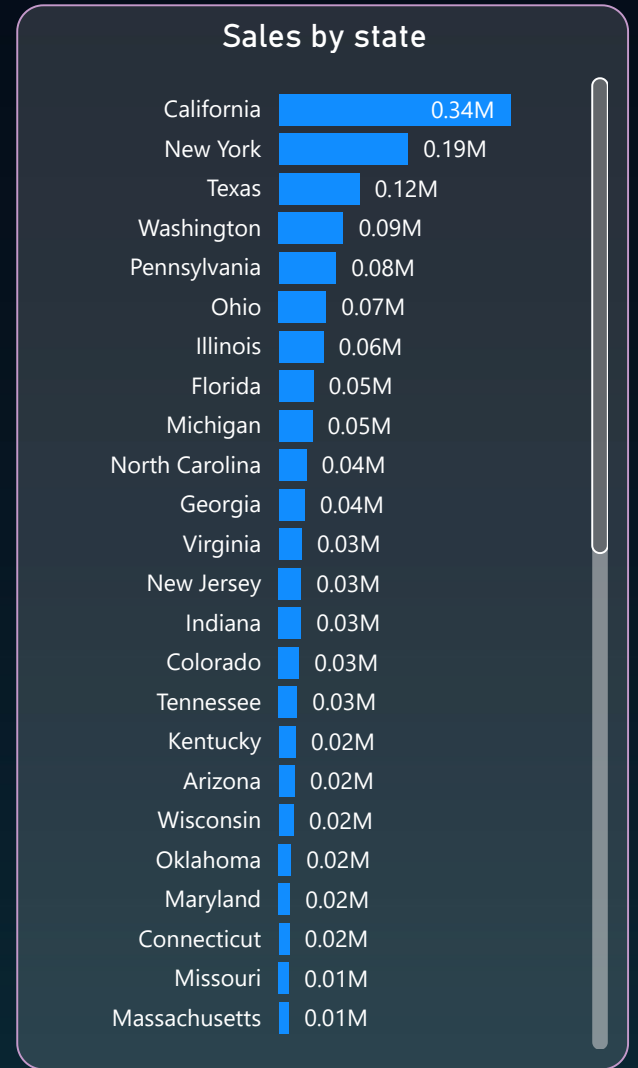 Sales by state
California 0.34M
New York 0.19M
Texas 0.12M
Washington 0.09M
Pennsylvania 0.08M
Ohio 0.07M
Illinois 0.06M
Florida 0.05M
Michigan 0.05M
North Carolina 0.04M
Georgia 0.04M
Virginia 0.03M
New Jersey 0.03M
Indiana 0.03M
Colorado 0.03M
Tennessee 0.03M
Kentucky 0.02M
Arizona 0.02M
Wisconsin 0.02M
Oklahoma 0.02M
Maryland 0.02M
Connecticut 0.02M
Missouri 0.01M
Massachusetts 0.01M